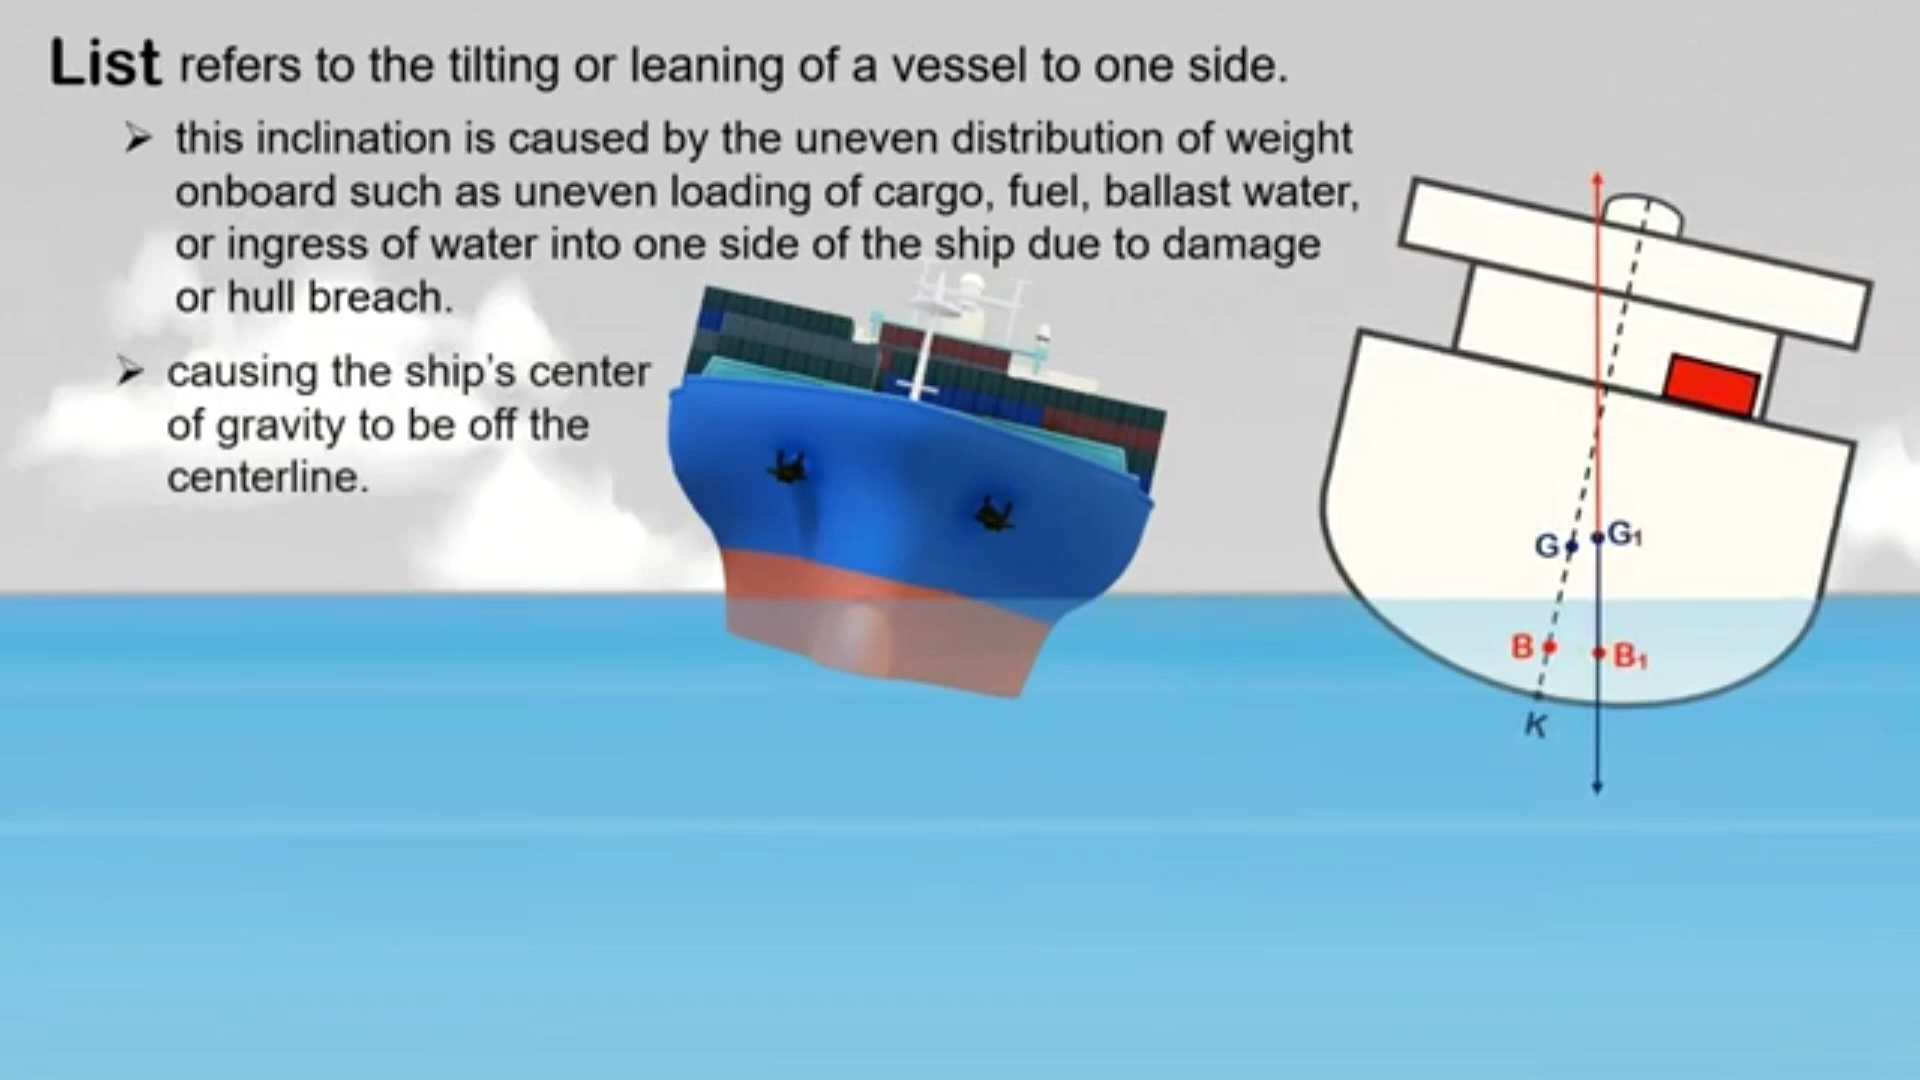 List refers to the tilting or leaning of a vessel to one side.
➢ this inclination is caused by the uneven distribution of weight
onboard such as uneven loading of cargo, fuel, ballast water,
or ingress of water into one side of the ship due to damage
or hull breach.
➢ causing the ship's center
of gravity to be off the
centerline.
G G₁
B B₁
K